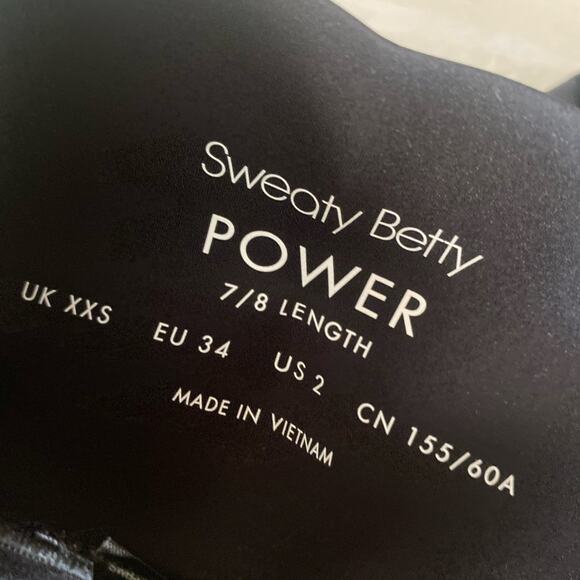 Sweaty Betty
POWER
7/8 LENGTH
UK XXS EU 34 US 2 CN 155/60A
MADE IN VIETNAM